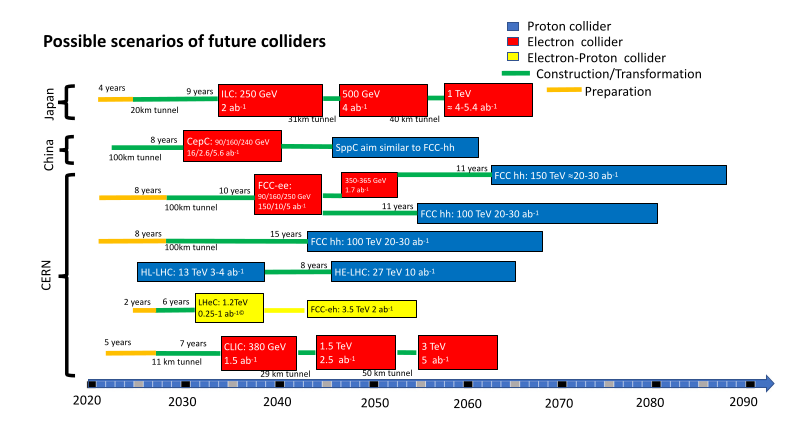 Possible scenarios of future colliders
Proton collider
Electron collider
Electron-Proton collider
Construction/Transformation
Preparation
Japan
4 years
9 years
20km tunnel
ILC: 250 GeV
2 ab-1
31km tunnel
500 GeV
4 ab-1
40 km tunnel
1 TeV
≈ 4-5.4 ab-1
China
8 years
100km tunnel
CepC: 90/160/240 GeV
16/2.6/5.6 ab-1
SppC aim similar to FCC-hh
CERN
8 years
10 years
100km tunnel
FCC-ee:
90/160/250 GeV
150/10/5 ab-1
350-365 GeV
1.7 ab-1
11 years
FCC hh: 150 TeV ≈20-30 ab-1
11 years
FCC hh: 100 TeV 20-30 ab-1
8 years
15 years
100km tunnel
FCC hh: 100 TeV 20-30 ab-1
HL-LHC: 13 TeV 3-4 ab-1
8 years
HE-LHC: 27 TeV 10 ab-1
2 years
6 years
LHeC: 1.2TeV
0.25-1 ab-1
FCC-eh: 3.5 TeV 2 ab-1
5 years
7 years
11 km tunnel
CLIC: 380 GeV
1.5 ab-1
29 km tunnel
1.5 TeV
2.5 ab-1
50 km tunnel
3 TeV
5 ab-1
2020
2030
2040
2050
2060
2070
2080
2090